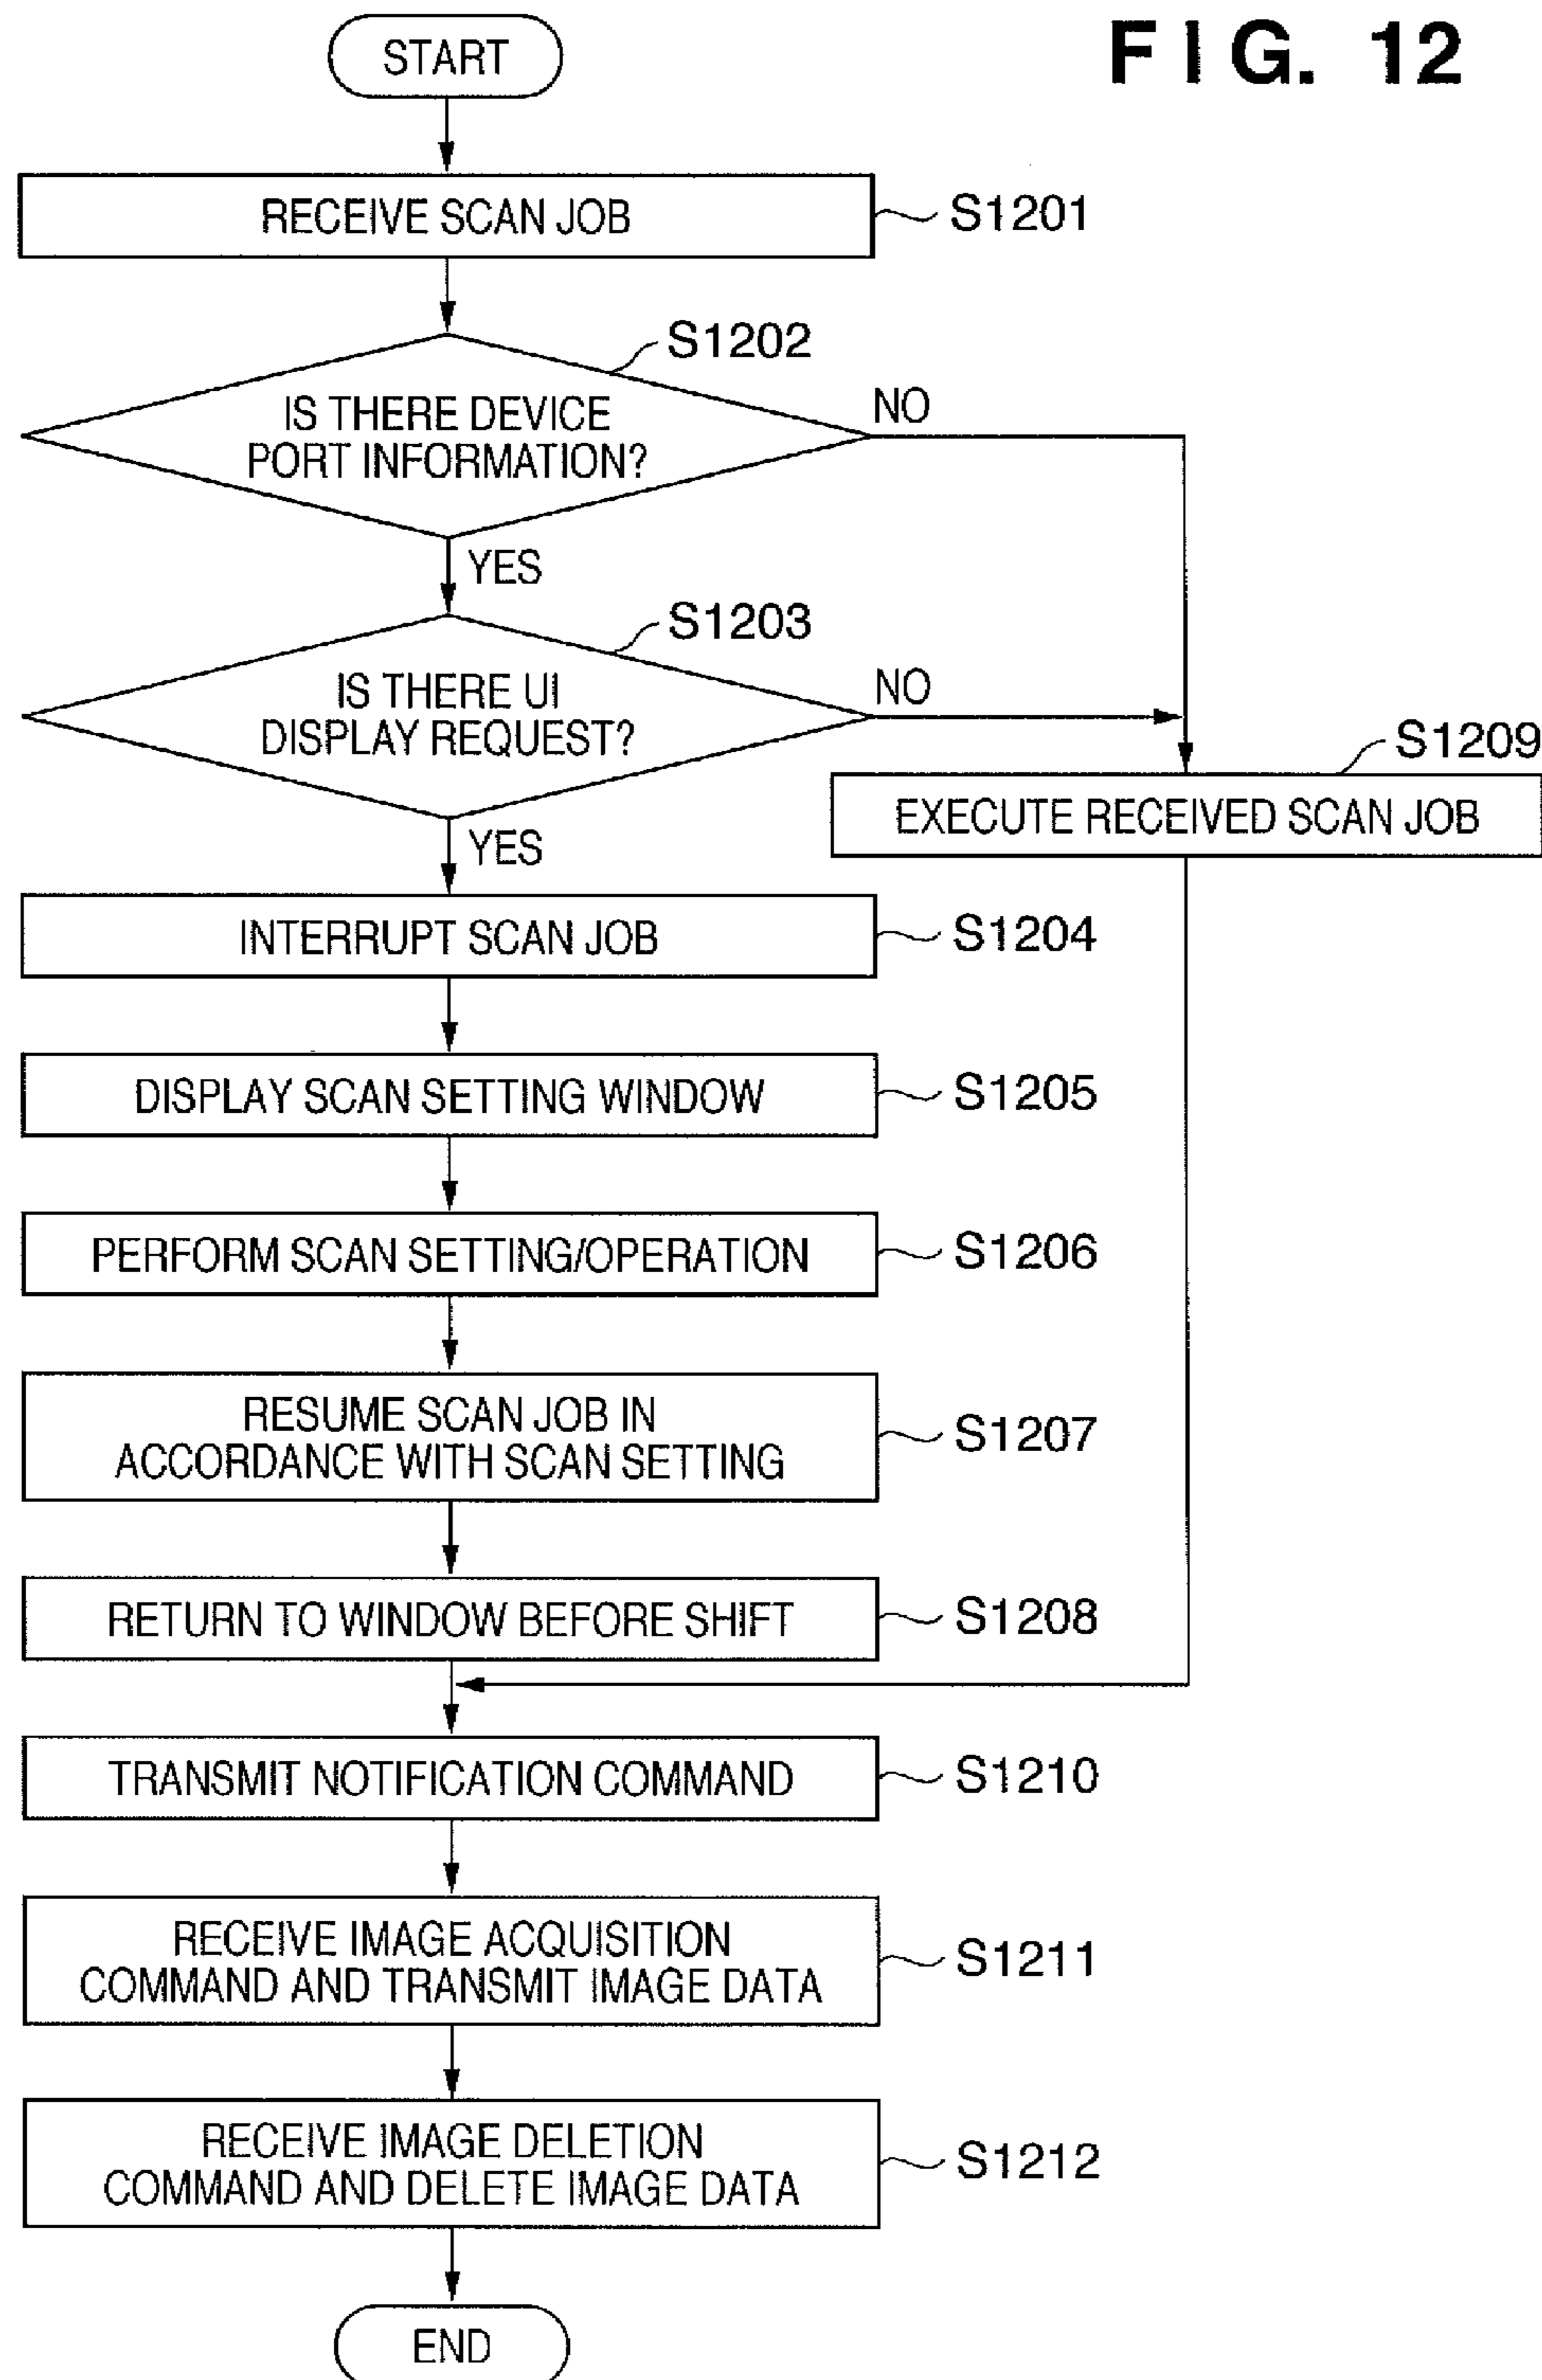 FIG. 12
START
RECEIVE SCAN JOB
S1201
S1202
IS THERE DEVICE
PORT INFORMATION?
NO
YES
S1203
IS THERE UI
DISPLAY REQUEST?
NO
S1209
EXECUTE RECEIVED SCAN JOB
YES
INTERRUPT SCAN JOB
S1204
DISPLAY SCAN SETTING WINDOW
S1205
PERFORM SCAN SETTING/OPERATION
S1206
RESUME SCAN JOB IN
ACCORDANCE WITH SCAN SETTING
S1207
RETURN TO WINDOW BEFORE SHIFT
S1208
TRANSMIT NOTIFICATION COMMAND
S1210
RECEIVE IMAGE ACQUISITION
COMMAND AND TRANSMIT IMAGE DATA
S1211
RECEIVE IMAGE DELETION
COMMAND AND DELETE IMAGE DATA
S1212
END